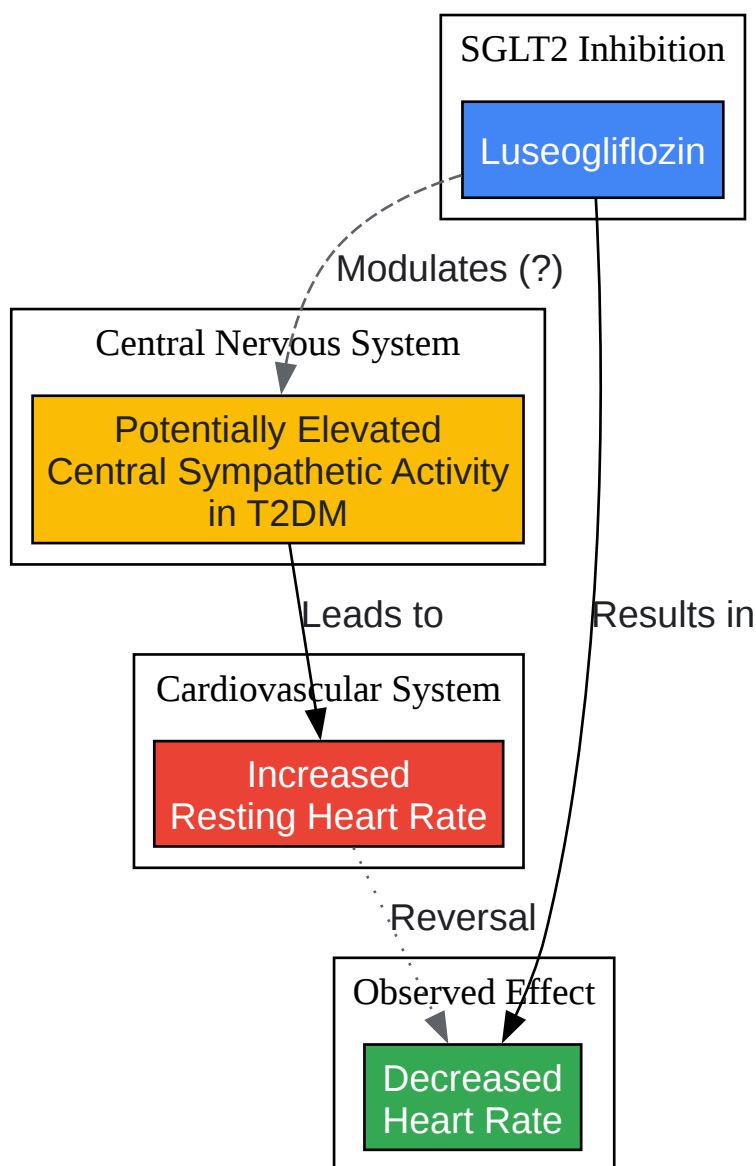 SGLT2 Inhibition
Luseogliflozin
Modulates (?)
Central Nervous System
Potentially Elevated
Central Sympathetic Activity
in T2DM
Leads to
Results in
Cardiovascular System
Increased
Resting Heart Rate
Reversal
Observed Effect
Decreased
Heart Rate